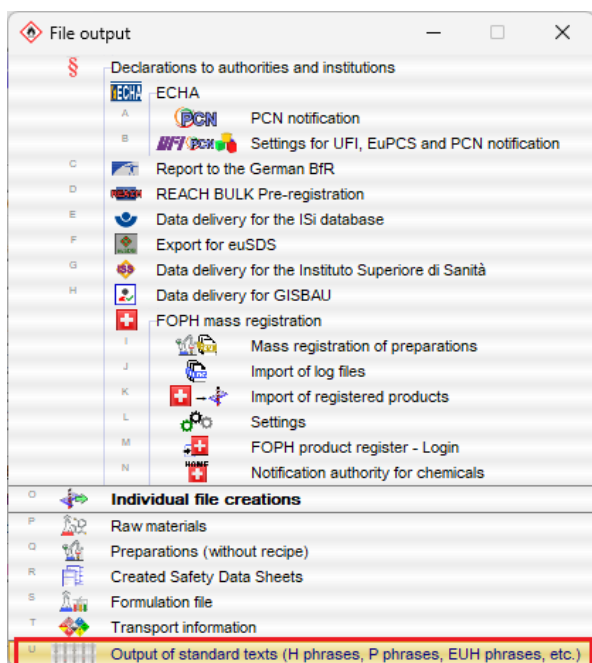 File output
§ Declarations to authorities and institutions
ECHA ECHA
A PCN PCN notification
B UFI PCN Settings for UFI, EuPCS and PCN notification
C Report to the German BfR
D REACH REACH BULK Pre-registration
E Data delivery for the ISi database
F Export for euSDS
G ISS Data delivery for the Instituto Superiore di Sanità
H Data delivery for GISBAU
FOPH mass registration
I Mass registration of preparations
J Import of log files
K Import of registered products
L Settings
M FOPH product register - Login
N HOME Notification authority for chemicals
O Individual file creations
P Raw materials
Q Preparations (without recipe)
R Created Safety Data Sheets
S Formulation file
T Transport information
U Output of standard texts (H phrases, P phrases, EUH phrases, etc.)